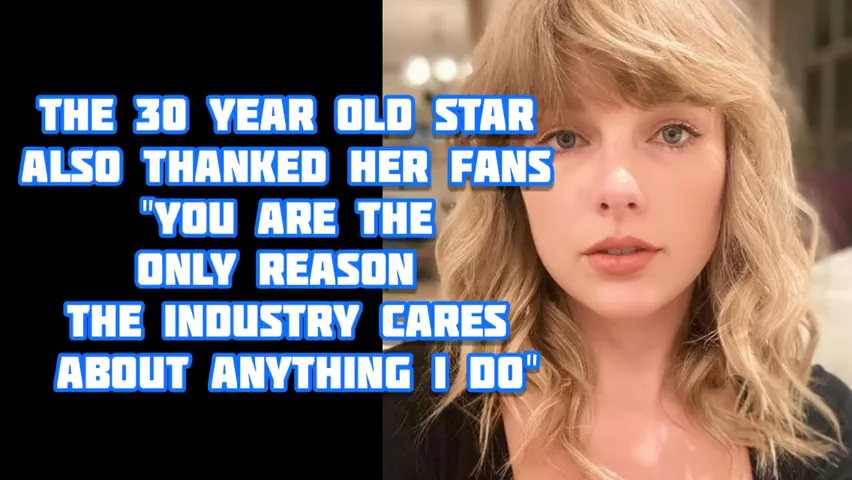 THE 30 YEAR OLD STAR
ALSO THANKED HER FANS
"YOU ARE THE
ONLY REASON
THE INDUSTRY CARES
ABOUT ANYTHING I DO"